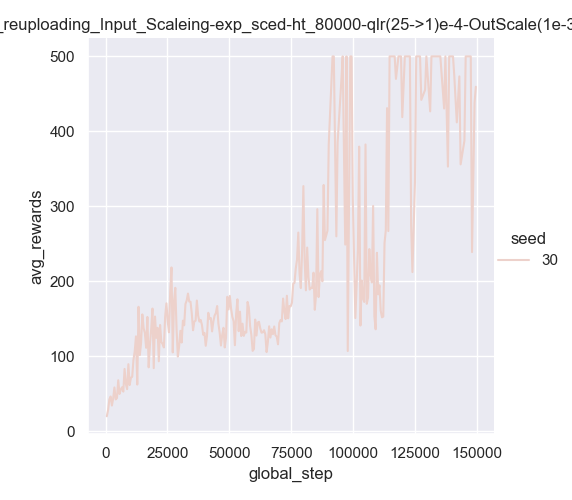 _reuploading_Input_Scaleing-exp_sced-ht_80000-qlr(25->1)e-4-OutScale(1e-3
500
400
300
200
100
0
avg_rewards
0 25000 50000 75000 100000 125000 150000
global_step
seed
30